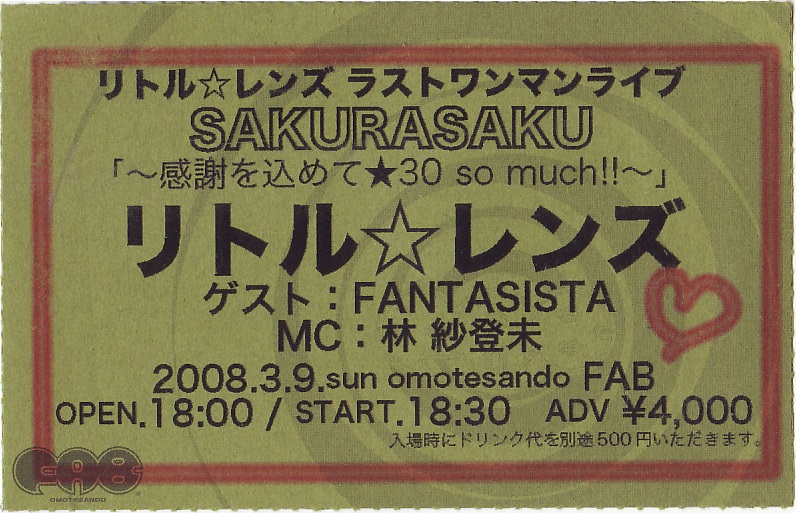 リトル☆レンズ ラストワンマンライブ
SAKURASAKU
「～感謝を込めて★30 so much!!～」
リトル☆レンズ
ゲスト：FANTASISTA
MC：林 紗登未
2008.3.9.sun omotesando FAB
OPEN.18:00 / START.18:30 ADV ¥4,000
入場時にドリンク代を別途500円いただきます。
FAB
OMOTESANDO